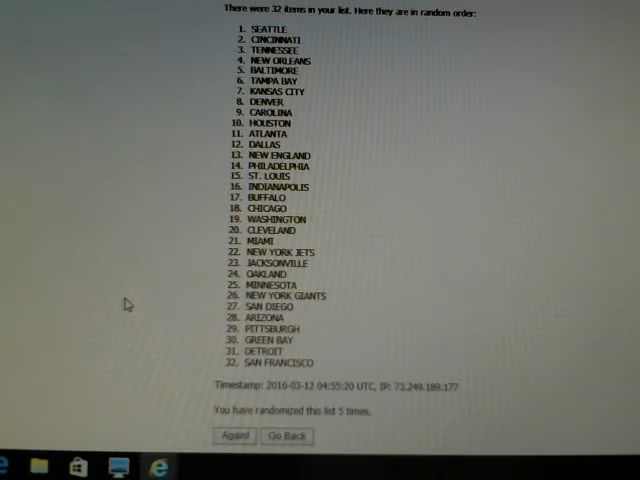 There were 32 items in your list. Here they are in random order:
1. SEATTLE
2. CINCINNATI
3. TENNESSEE
4. NEW ORLEANS
5. BALTIMORE
6. TAMPA BAY
7. KANSAS CITY
8. DENVER
9. CAROLINA
10. HOUSTON
11. ATLANTA
12. DALLAS
13. NEW ENGLAND
14. PHILADELPHIA
15. ST. LOUIS
16. INDIANAPOLIS
17. BUFFALO
18. CHICAGO
19. WASHINGTON
20. CLEVELAND
21. MIAMI
22. NEW YORK JETS
23. JACKSONVILLE
24. OAKLAND
25. MINNESOTA
26. NEW YORK GIANTS
27. SAN DIEGO
28. ARIZONA
29. PITTSBURGH
30. GREEN BAY
31. DETROIT
32. SAN FRANCISCO
Timestamp: 2016-03-12 04:55:20 UTC, IP: 73.249.189.177
You have randomized this list 5 times.
Again! Go Back